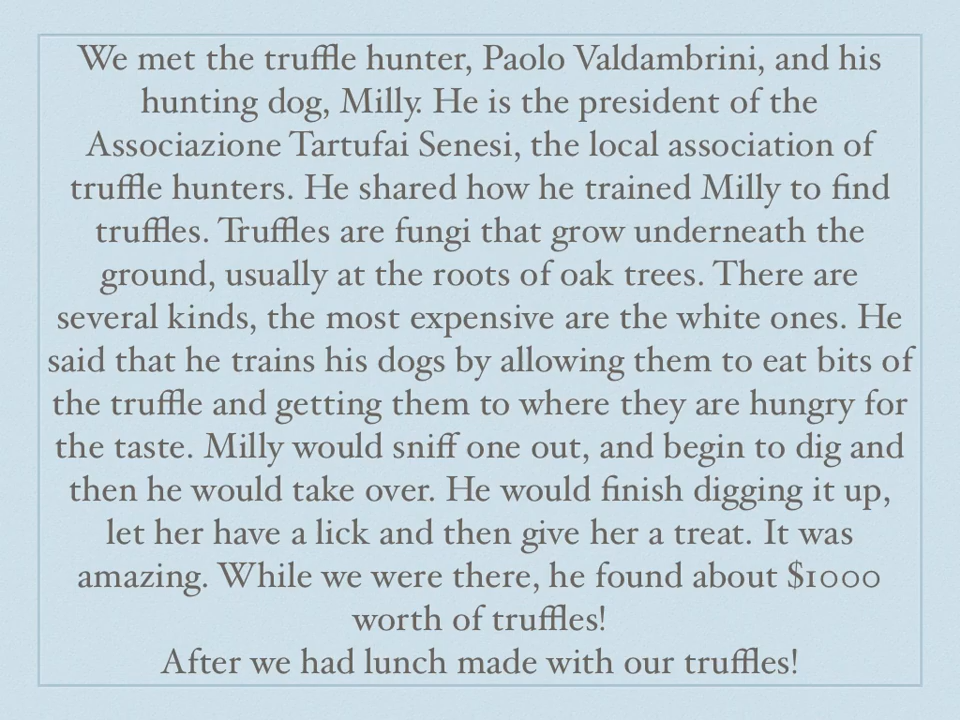 We met the truffle hunter, Paolo Valdambrini, and his
hunting dog, Milly. He is the president of the
Associazione Tartufai Senesi, the local association of
truffle hunters. He shared how he trained Milly to find
truffles. Truffles are fungi that grow underneath the
ground, usually at the roots of oak trees. There are
several kinds, the most expensive are the white ones. He
said that he trains his dogs by allowing them to eat bits of
the truffle and getting them to where they are hungry for
the taste. Milly would sniff one out, and begin to dig and
then he would take over. He would finish digging it up,
let her have a lick and then give her a treat. It was
amazing. While we were there, he found about $1000
worth of truffles!
After we had lunch made with our truffles!